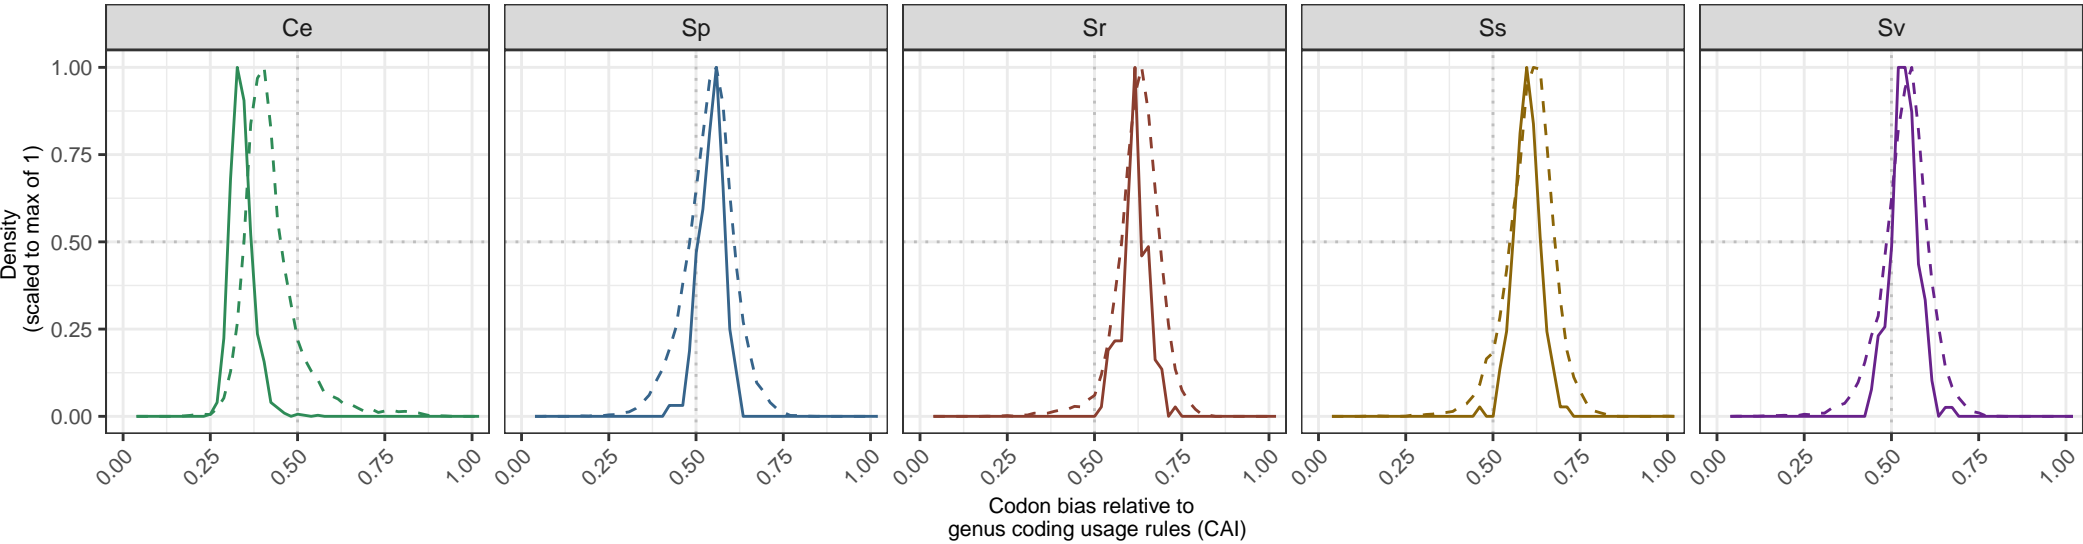 Ce Sp Sr Ss Sv
Density
(scaled to max of 1)
1.00
0.75
0.50
0.25
0.00
0.00 0.25 0.50 0.75 1.00 0.00 0.25 0.50 0.75 1.00 0.00 0.25 0.50 0.75 1.00 0.00 0.25 0.50 0.75 1.00 0.00 0.25 0.50 0.75 1.00
Codon bias relative to
genus coding usage rules (CAI)